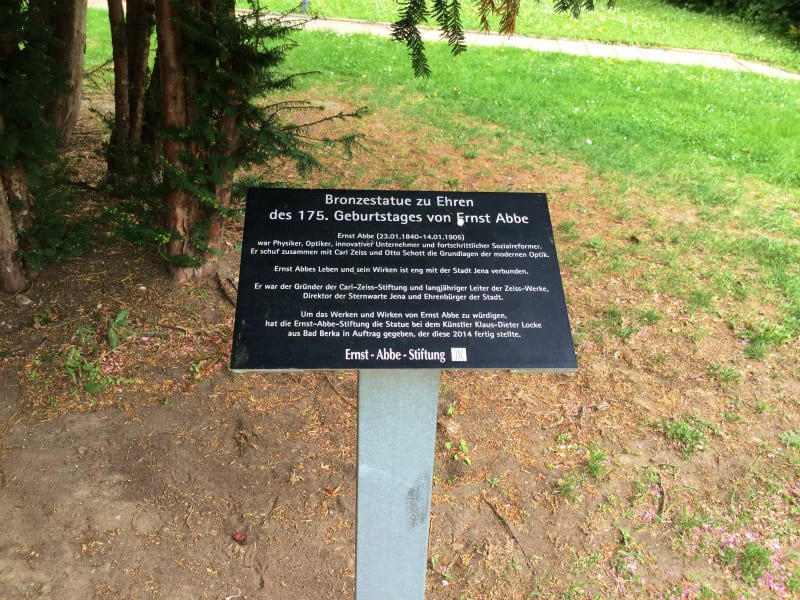 Bronzestatue zu Ehren
des 175. Geburtstages von Ernst Abbe
Ernst Abbe (23.01.1840-14.01.1905)
war Physiker, Optiker, innovativer Unternehmer und fortschrittlicher Sozialreformer.
Er schuf zusammen mit Carl Zeiss und Otto Schott die Grundlagen der modernen Optik.
Ernst Abbes Leben und sein Wirken ist eng mit der Stadt Jena verbunden.
Er war der Gründer der Carl-Zeiss-Stiftung und langjähriger Leiter der Zeiss-Werke,
Direktor der Sternwarte Jena und Ehrenbürger der Stadt.
Um das Werken und Wirken von Ernst Abbe zu würdigen,
hat die Ernst-Abbe-Stiftung die Statue bei dem Künstler Klaus-Dieter Locke
aus Bad Berka in Auftrag gegeben, der diese 2014 fertig stellte.
Ernst - Abbe - Stiftung